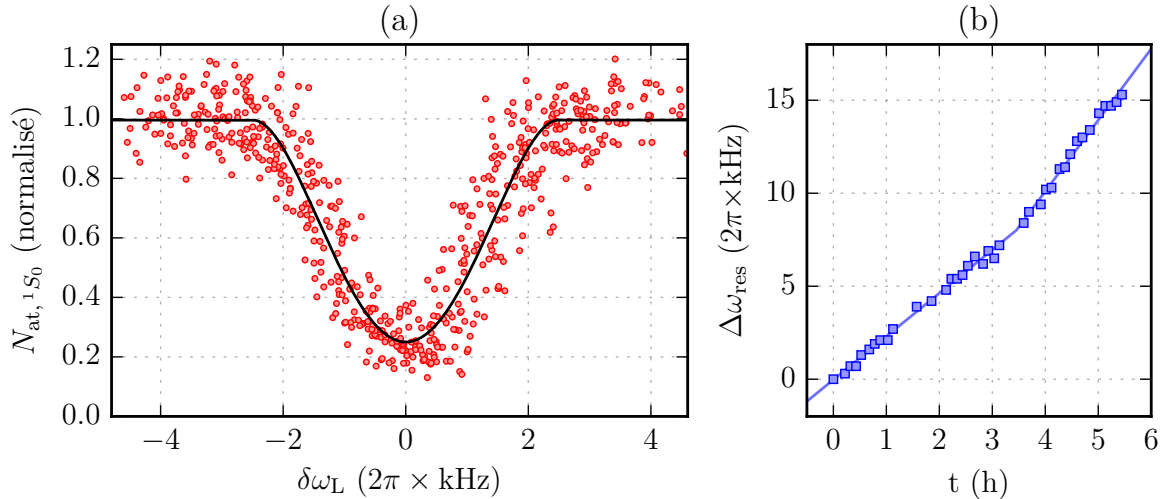 (a)
N_at, ¹S₀ (normalisé)
1.2
1.0
0.8
0.6
0.4
0.2
0.0
−4 −2 0 2 4
δω_L (2π × kHz)
(b)
Δω_res (2π×kHz)
15
10
5
0
0 1 2 3 4 5 6
t (h)